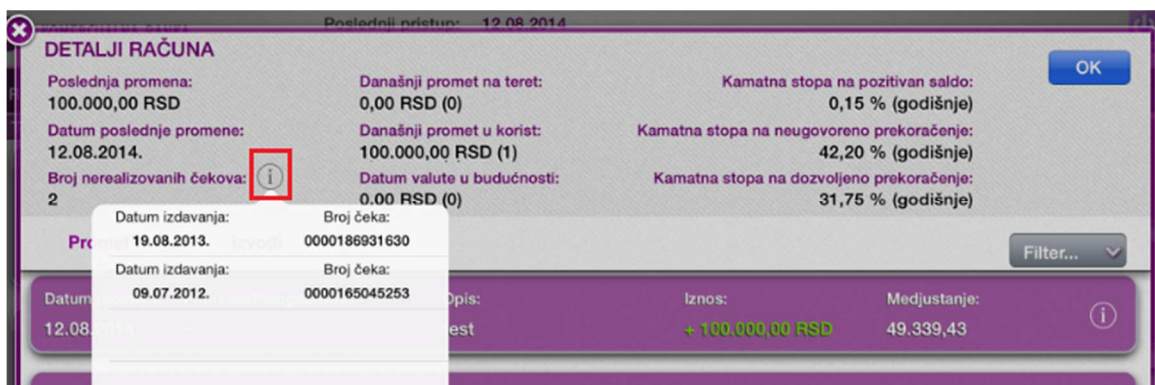 Poslednji pristup: 12.08.2014
DETALJI RAČUNA
OK
Poslednja promena:
100.000,00 RSD
Datum poslednje promene:
12.08.2014.
Broj nerealizovanih čekova:
2
Današnji promet na teret:
0,00 RSD (0)
Današnji promet u korist:
100.000,00 RSD (1)
Datum valute u budućnosti:
0.00 RSD (0)
Kamatna stopa na pozitivan saldo:
0,15 % (godišnje)
Kamatna stopa na neugovoreno prekoračenje:
42,20 % (godišnje)
Kamatna stopa na dozvoljeno prekoračenje:
31,75 % (godišnje)
Datum izdavanja: Broj čeka:
19.08.2013. 0000186931630
Datum izdavanja: Broj čeka:
09.07.2012. 0000165045253
Promet Izvodi
Filter...
Datum Opis: Iznos: Medjustanje:
12.08. test + 100.000,00 RSD 49.339,43